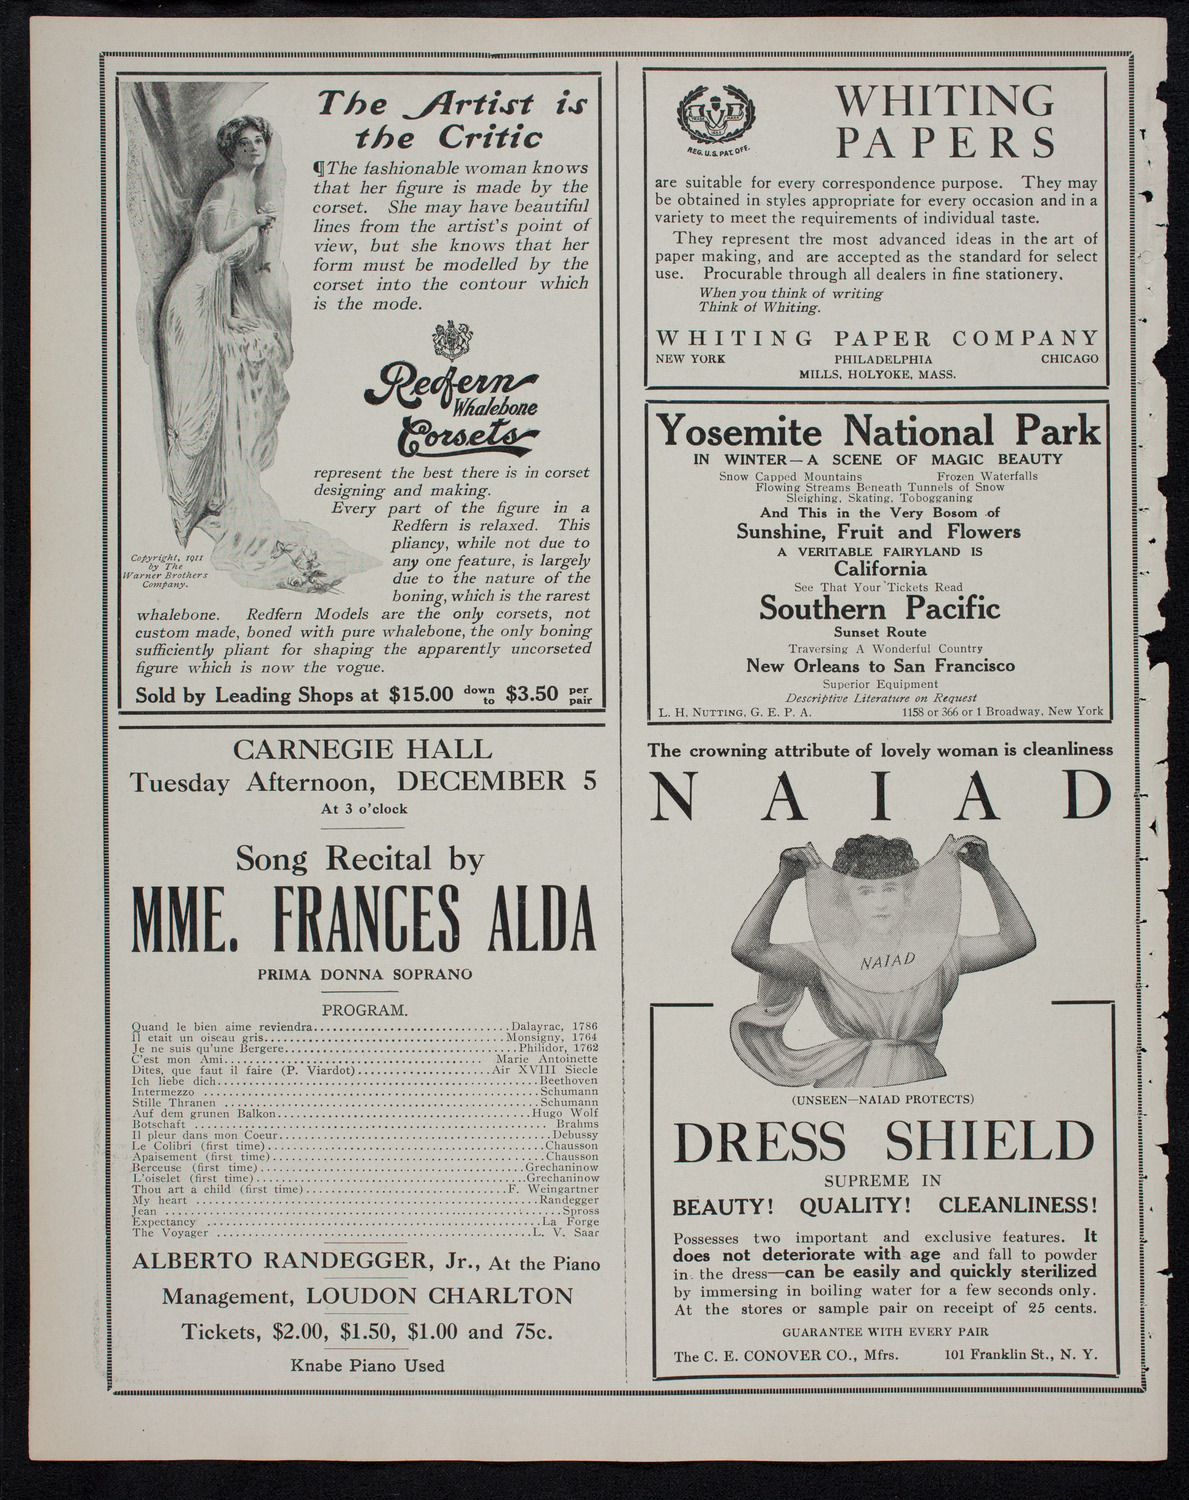 The Artist is
the Critic
¶The fashionable woman knows
that her figure is made by the
corset. She may have beautiful
lines from the artist's point of
view, but she knows that her
form must be modelled by the
corset into the contour which
is the mode.
Redfern
Whalebone
Corsets
represent the best there is in corset
designing and making.
Every part of the figure in a
Redfern is relaxed. This
pliancy, while not due to
any one feature, is largely
due to the nature of the
boning, which is the rarest
whalebone. Redfern Models are the only corsets, not
custom made, boned with pure whalebone, the only boning
sufficiently pliant for shaping the apparently uncorseted
figure which is now the vogue.
Copyright, 1911
by The
Warner Brothers
Company.
Sold by Leading Shops at $15.00 down to $3.50 per pair
CARNEGIE HALL
Tuesday Afternoon, DECEMBER 5
At 3 o'clock
Song Recital by
MME. FRANCES ALDA
PRIMA DONNA SOPRANO
PROGRAM.
Quand le bien aime reviendra....Dalayrac, 1786
Il etait un oiseau gris....Monsigny, 1764
Je ne suis qu'une Bergere....Philidor, 1762
C'est mon Ami....Marie Antoinette
Dites, que faut il faire (P. Viardot)....Air XVIII Siecle
Ich liebe dich....Beethoven
Intermezzo ....Schumann
Stille Thranen ....Schumann
Auf dem grunen Balkon....Hugo Wolf
Botschaft ....Brahms
Il pleur dans mon Coeur....Debussy
Le Colibri (first time)....Chausson
Apaisement (first time)....Chausson
Berceuse (first time)....Grechaninow
L'oiselet (first time)....Grechaninow
Thou art a child (first time)....F. Weingartner
My heart ....Randegger
Jean ....Spross
Expectancy ....La Forge
The Voyager ....L. V. Saar
ALBERTO RANDEGGER, Jr., At the Piano
Management, LOUDON CHARLTON
Tickets, $2.00, $1.50, $1.00 and 75c.
Knabe Piano Used
REG. U.S. PAT. OFF.
WHITING
PAPERS
are suitable for every correspondence purpose. They may
be obtained in styles appropriate for every occasion and in a
variety to meet the requirements of individual taste.
They represent the most advanced ideas in the art of
paper making, and are accepted as the standard for select
use. Procurable through all dealers in fine stationery.
When you think of writing
Think of Whiting.
WHITING PAPER COMPANY
NEW YORK PHILADELPHIA CHICAGO
MILLS, HOLYOKE, MASS.
Yosemite National Park
IN WINTER—A SCENE OF MAGIC BEAUTY
Snow Capped Mountains Frozen Waterfalls
Flowing Streams Beneath Tunnels of Snow
Sleighing, Skating, Tobogganing
And This in the Very Bosom of
Sunshine, Fruit and Flowers
A VERITABLE FAIRYLAND IS
California
See That Your Tickets Read
Southern Pacific
Sunset Route
Traversing A Wonderful Country
New Orleans to San Francisco
Superior Equipment
Descriptive Literature on Request
L. H. NUTTING, G. E. P. A. 1158 or 366 or 1 Broadway, New York
The crowning attribute of lovely woman is cleanliness
NAIAD
NAIAD
(UNSEEN—NAIAD PROTECTS)
DRESS SHIELD
SUPREME IN
BEAUTY! QUALITY! CLEANLINESS!
Possesses two important and exclusive features. It
does not deteriorate with age and fall to powder
in the dress—can be easily and quickly sterilized
by immersing in boiling water for a few seconds only.
At the stores or sample pair on receipt of 25 cents.
GUARANTEE WITH EVERY PAIR
The C. E. CONOVER CO., Mfrs. 101 Franklin St., N. Y.